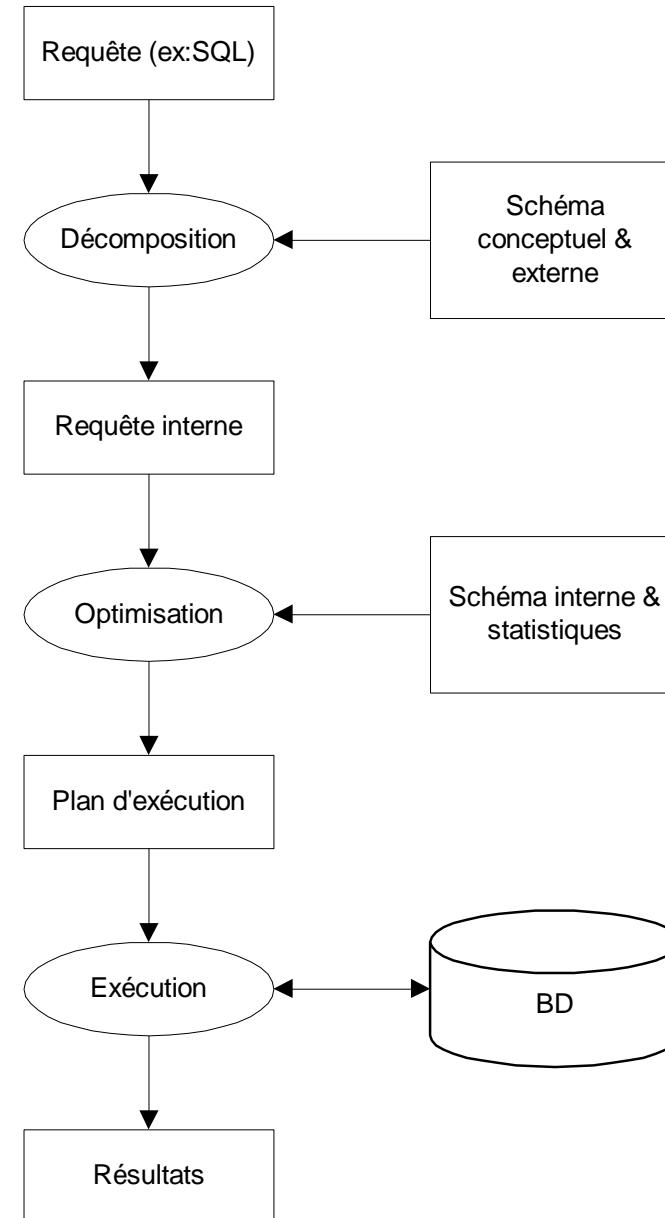 Requête (ex:SQL)
Décomposition
Schéma
conceptuel &
externe
Requête interne
Optimisation
Schéma interne &
statistiques
Plan d'exécution
Exécution
BD
Résultats